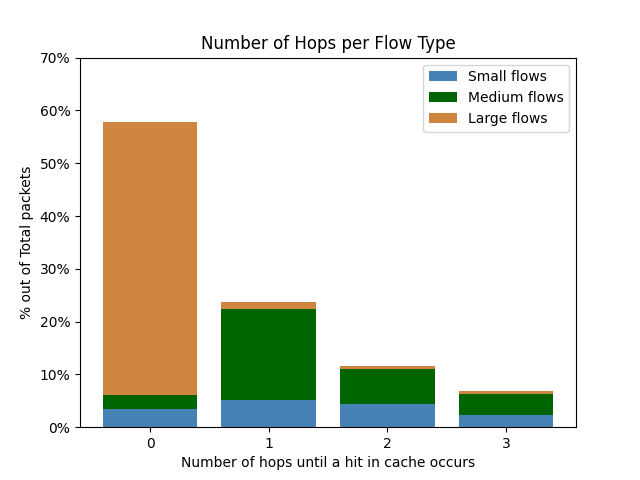 Number of Hops per Flow Type
70%
60%
50%
40%
30%
20%
10%
0%
% out of Total packets
Small flows
Medium flows
Large flows
0 1 2 3
Number of hops until a hit in cache occurs